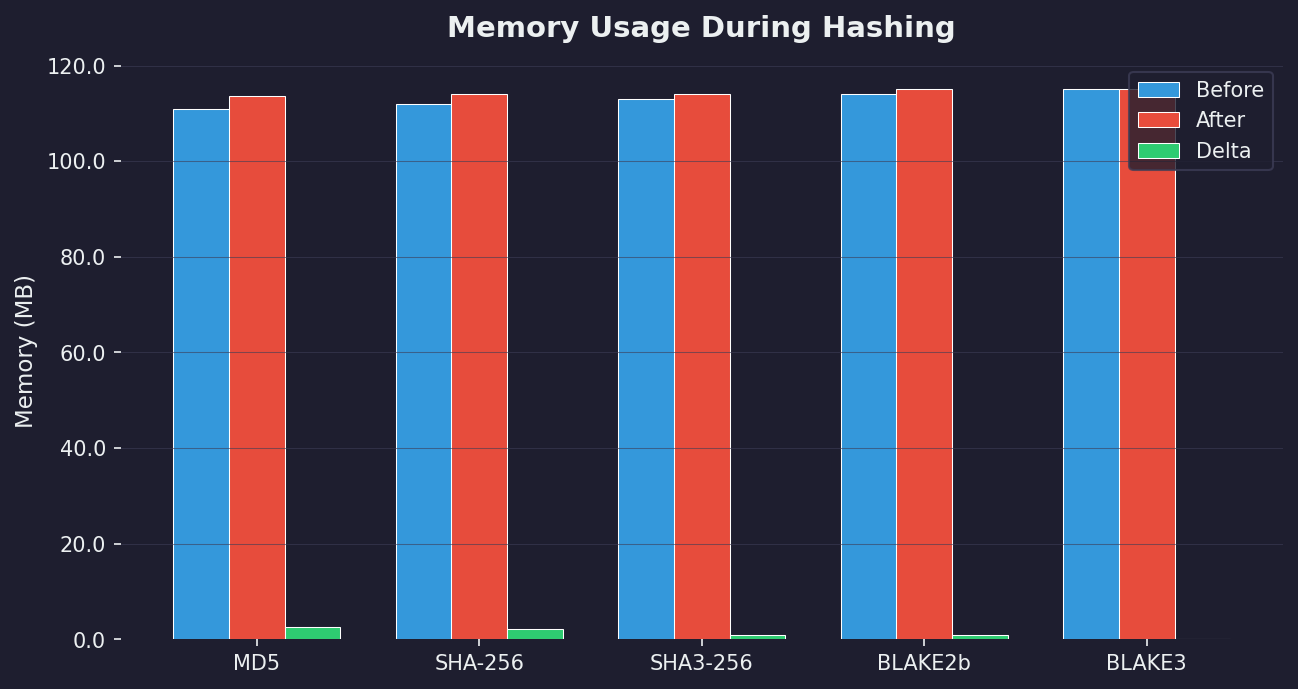 Memory Usage During Hashing
Memory (MB)
120.0
100.0
80.0
60.0
40.0
20.0
0.0
Before
After
Delta
MD5
SHA-256
SHA3-256
BLAKE2b
BLAKE3